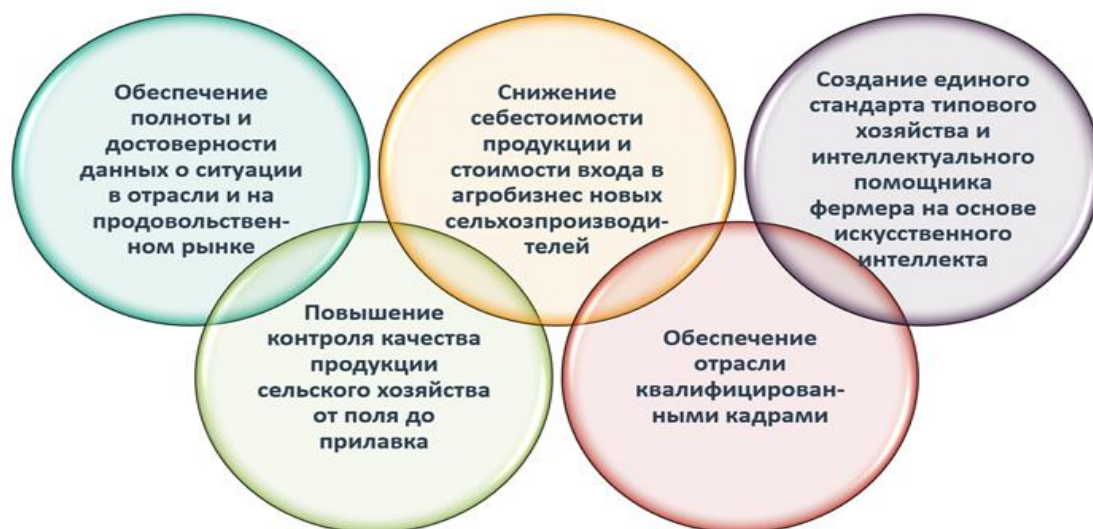 Обеспечение
полноты и
достоверности
данных о ситуации
в отрасли и на
продовольствен-
ном рынке
Снижение
себестоимости
продукции и
стоимости входа в
агробизнес новых
сельхозпроизводи-
телей
Создание единого
стандарта типового
хозяйства и
интеллектуального
помощника
фермера на основе
искусственного
интеллекта
Повышение
контроля качества
продукции
сельского хозяйства
от поля до
прилавка
Обеспечение
отрасли
квалифицирован-
ными кадрами